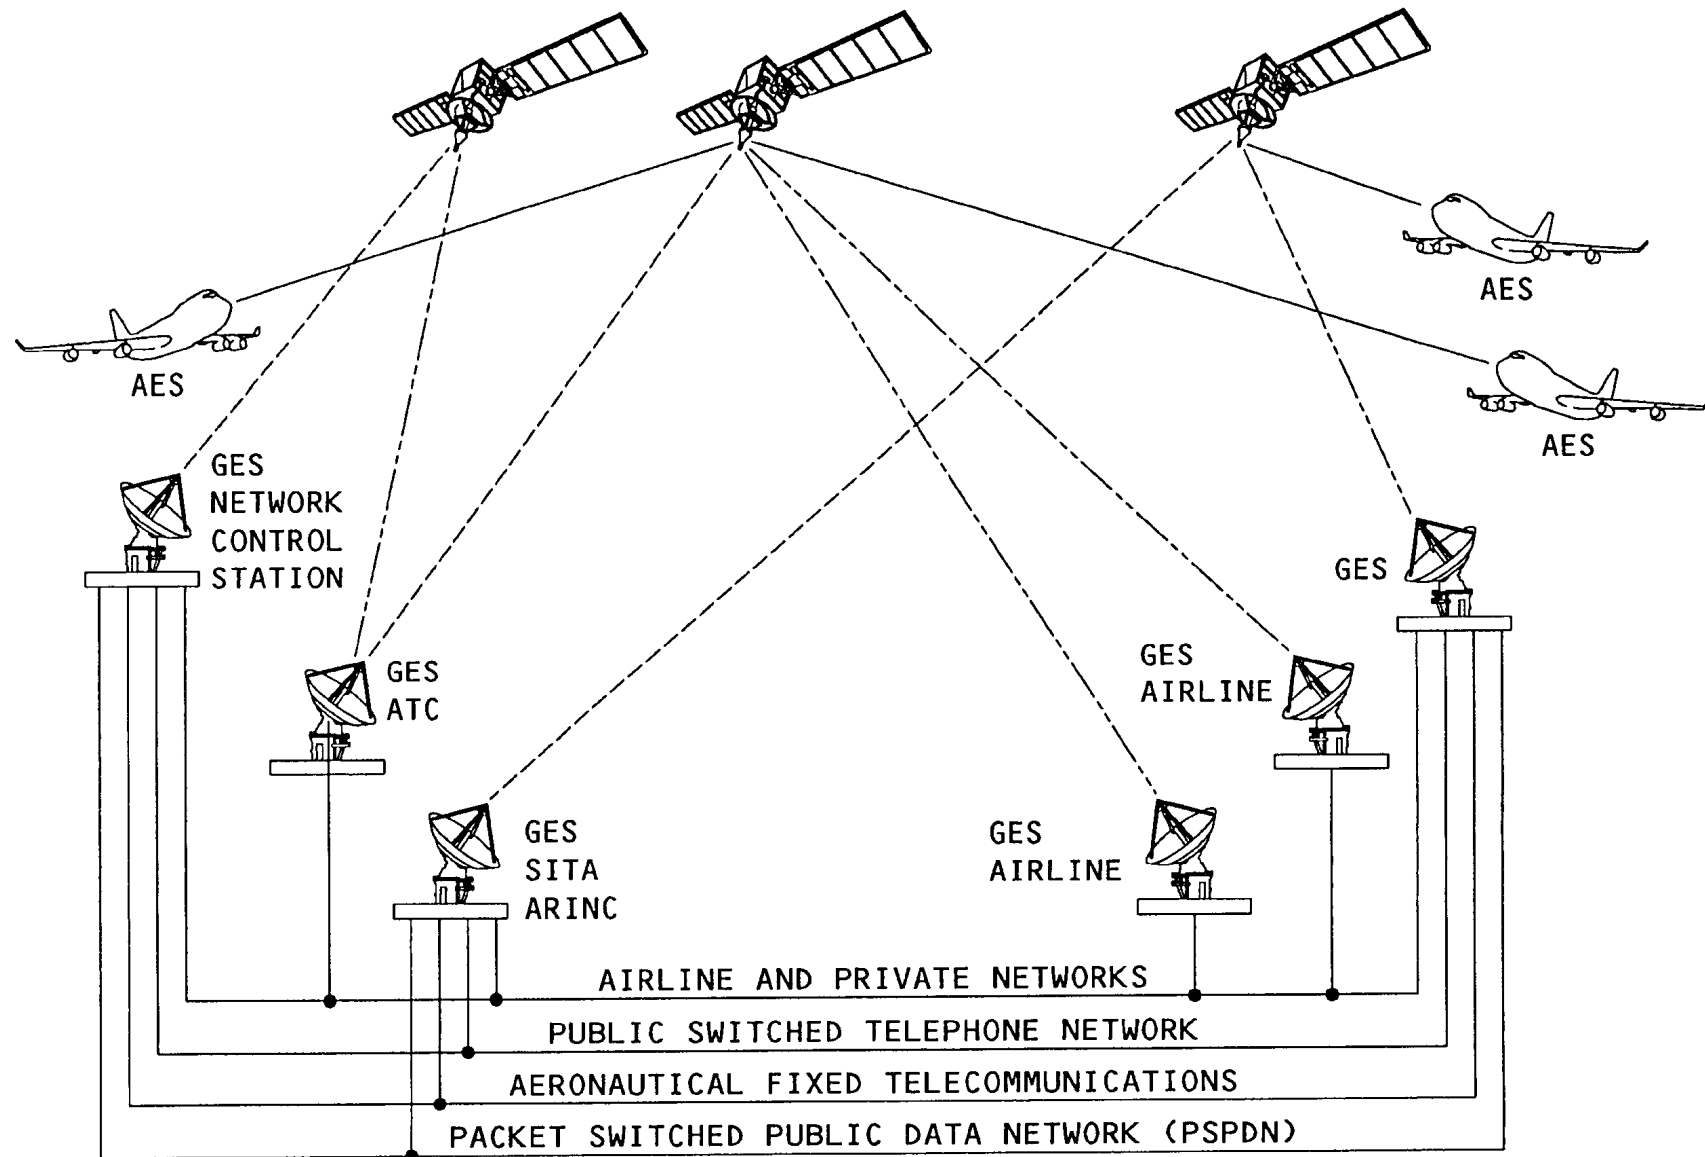 AES
AES
AES
GES
NETWORK
CONTROL
STATION
GES
GES
ATC
GES
AIRLINE
GES
SITA
ARINC
GES
AIRLINE
AIRLINE AND PRIVATE NETWORKS
PUBLIC SWITCHED TELEPHONE NETWORK
AERONAUTICAL FIXED TELECOMMUNICATIONS
PACKET SWITCHED PUBLIC DATA NETWORK (PSPDN)